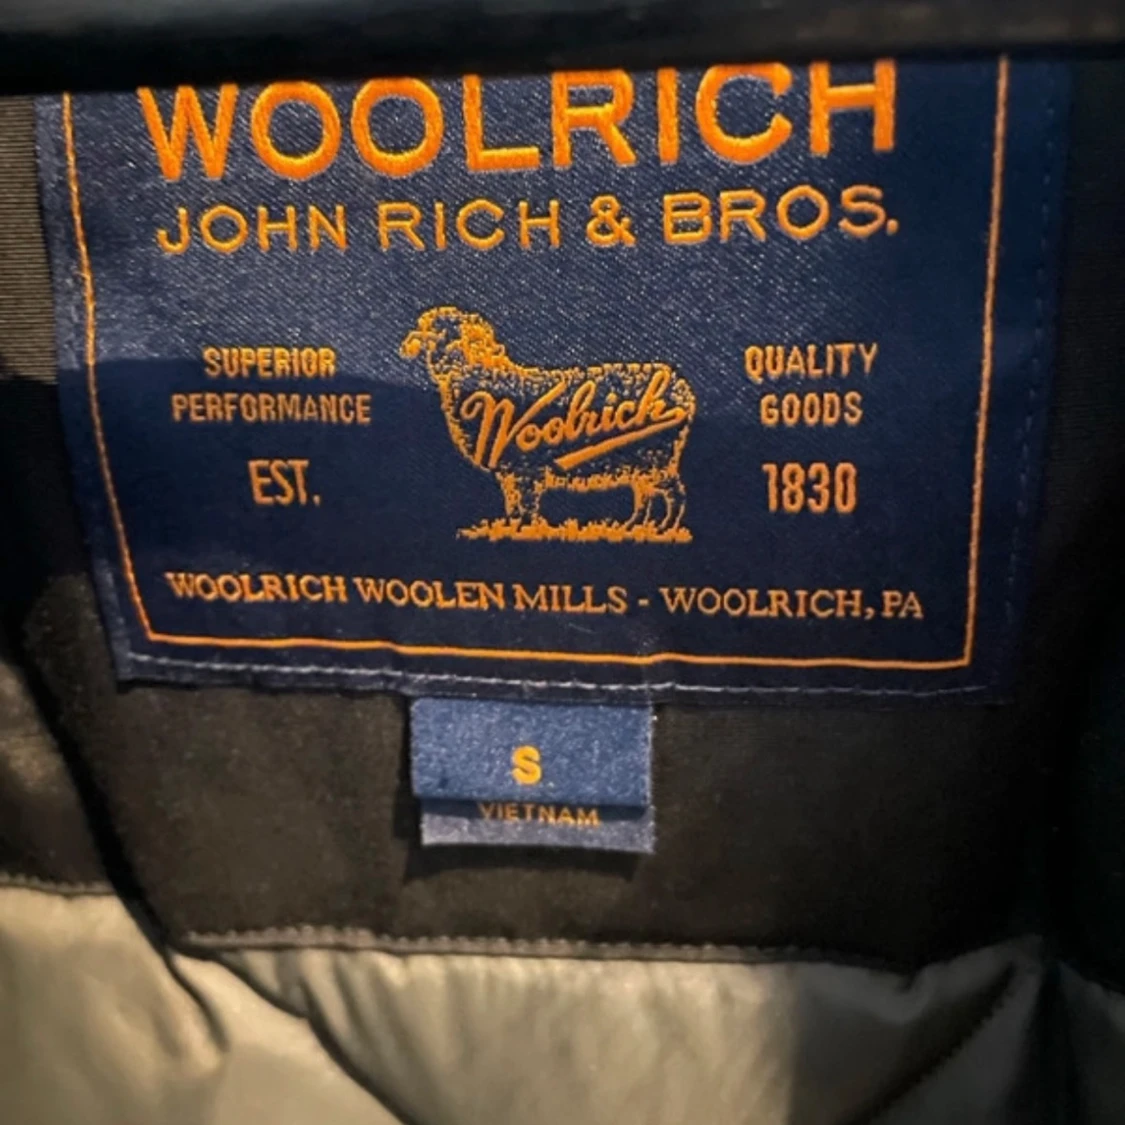 WOOLRICH
JOHN RICH & BROS.
SUPERIOR
PERFORMANCE
EST.
Woolrich
QUALITY
GOODS
1830
WOOLRICH WOOLEN MILLS - WOOLRICH, PA
S
VIETNAM